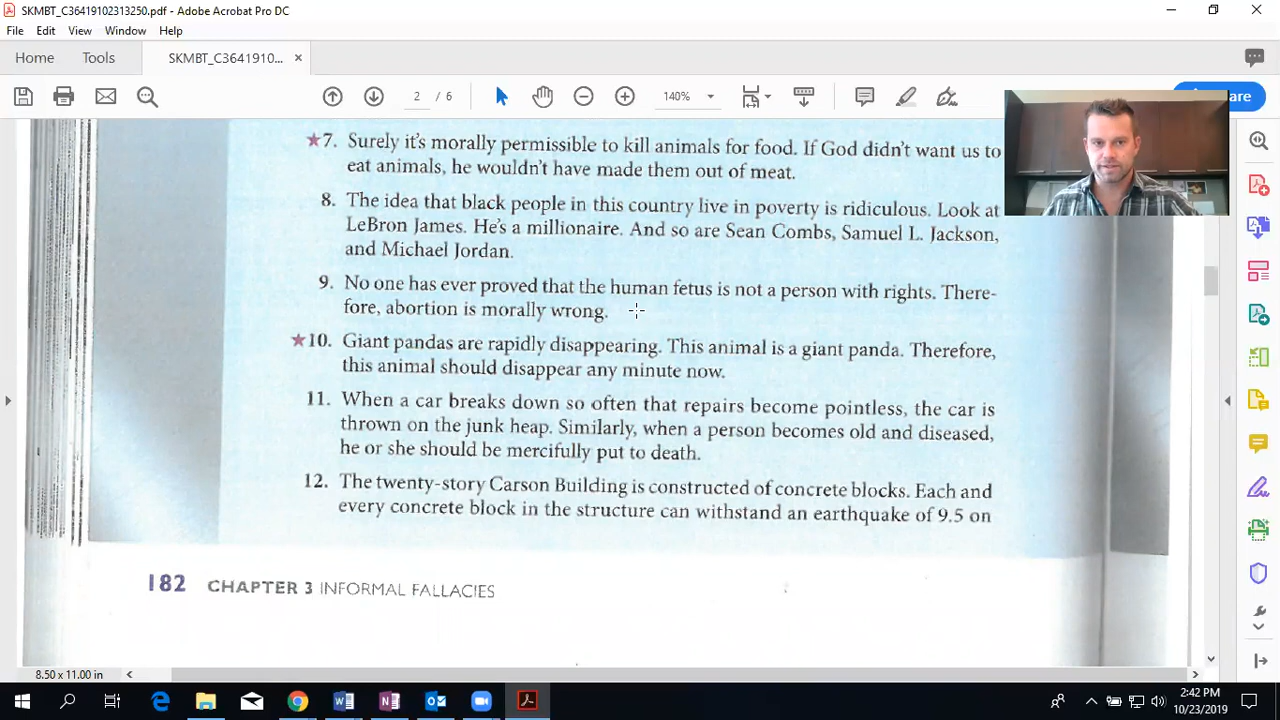 SKMBT_C36419102313250.pdf - Adobe Acrobat Pro DC
File Edit View Window Help
Home Tools SKMBT_C3641910... ×
2 / 6 140%
are
★7. Surely it's morally permissible to kill animals for food. If God didn't want us to
eat animals, he wouldn't have made them out of meat.
8. The idea that black people in this country live in poverty is ridiculous. Look at
LeBron James. He's a millionaire. And so are Sean Combs, Samuel L. Jackson,
and Michael Jordan.
9. No one has ever proved that the human fetus is not a person with rights. There-
fore, abortion is morally wrong.
★10. Giant pandas are rapidly disappearing. This animal is a giant panda. Therefore,
this animal should disappear any minute now.
11. When a car breaks down so often that repairs become pointless, the car is
thrown on the junk heap. Similarly, when a person becomes old and diseased,
he or she should be mercifully put to death.
12. The twenty-story Carson Building is constructed of concrete blocks. Each and
every concrete block in the structure can withstand an earthquake of 9.5 on
182 CHAPTER 3 INFORMAL FALLACIES
8.50 x 11.00 in
2:42 PM
10/23/2019